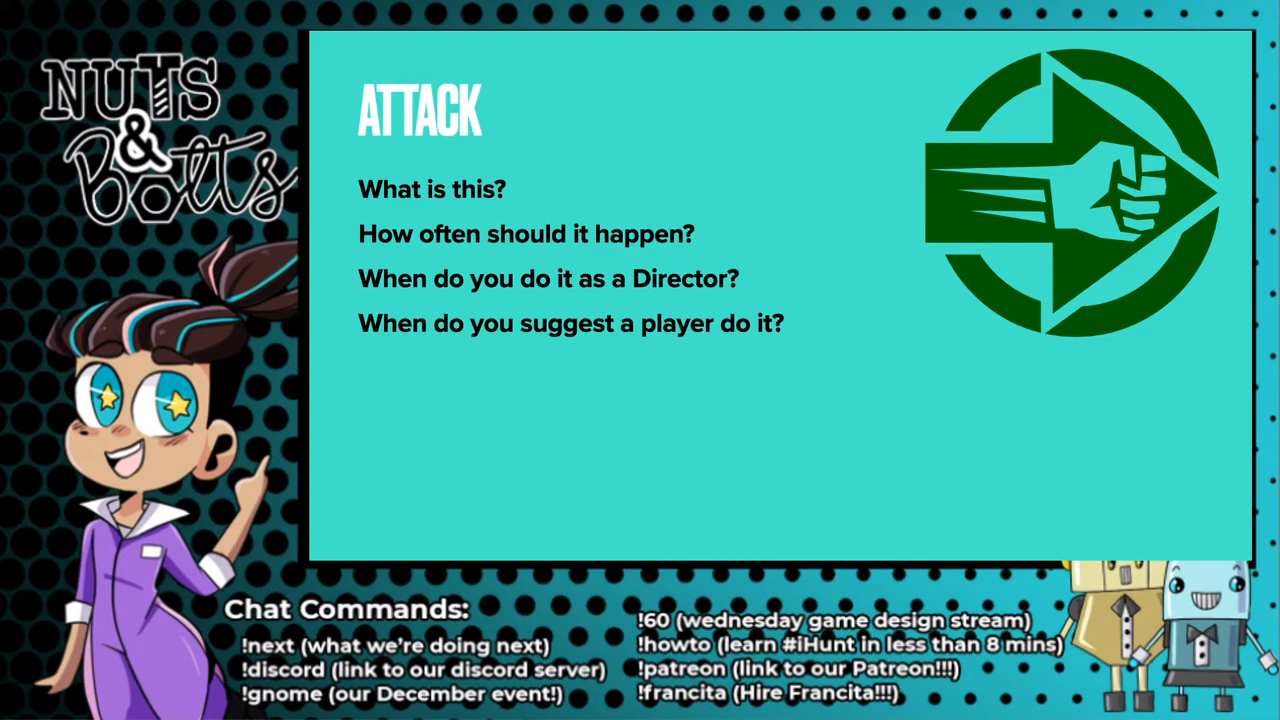 NUTS
&
Bolts
ATTACK
What is this?
How often should it happen?
When do you do it as a Director?
When do you suggest a player do it?
Chat Commands:
!next (what we're doing next)
!discord (link to our discord server)
!gnome (our December event!)
!60 (wednesday game design stream)
!howto (learn #iHunt in less than 8 mins)
!patreon (link to our Patreon!!!)
!francita (Hire Francita!!!)